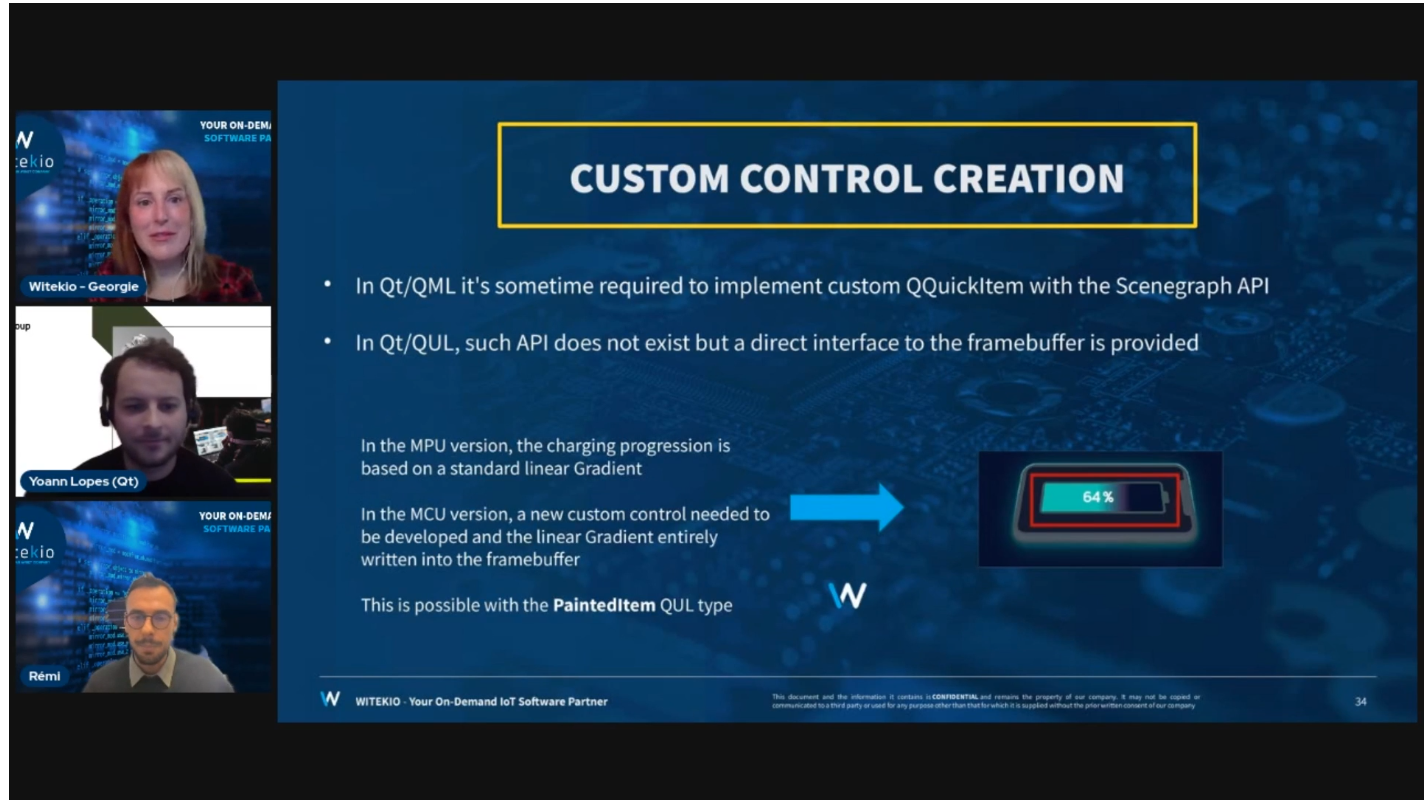 YOUR ON-DEMA
SOFTWARE PA
W
tekio
Witekio - Georgie
oup
Yoann Lopes (Qt)
YOUR ON-DEMA
SOFTWARE PA
W
tekio
Rémi
CUSTOM CONTROL CREATION
• In Qt/QML it's sometime required to implement custom QQuickItem with the Scenegraph API
• In Qt/QUL, such API does not exist but a direct interface to the framebuffer is provided
In the MPU version, the charging progression is
based on a standard linear Gradient
In the MCU version, a new custom control needed to
be developed and the linear Gradient entirely
written into the framebuffer
This is possible with the PaintedItem QUL type
64%
W
W
WITEKIO - Your On-Demand IoT Software Partner
This document and the information it contains is CONFIDENTIAL and remains the property of our company. It may not be copied or
communicated to a third party or used for any purpose other than that for which it is supplied without the prior written consent of our company
34